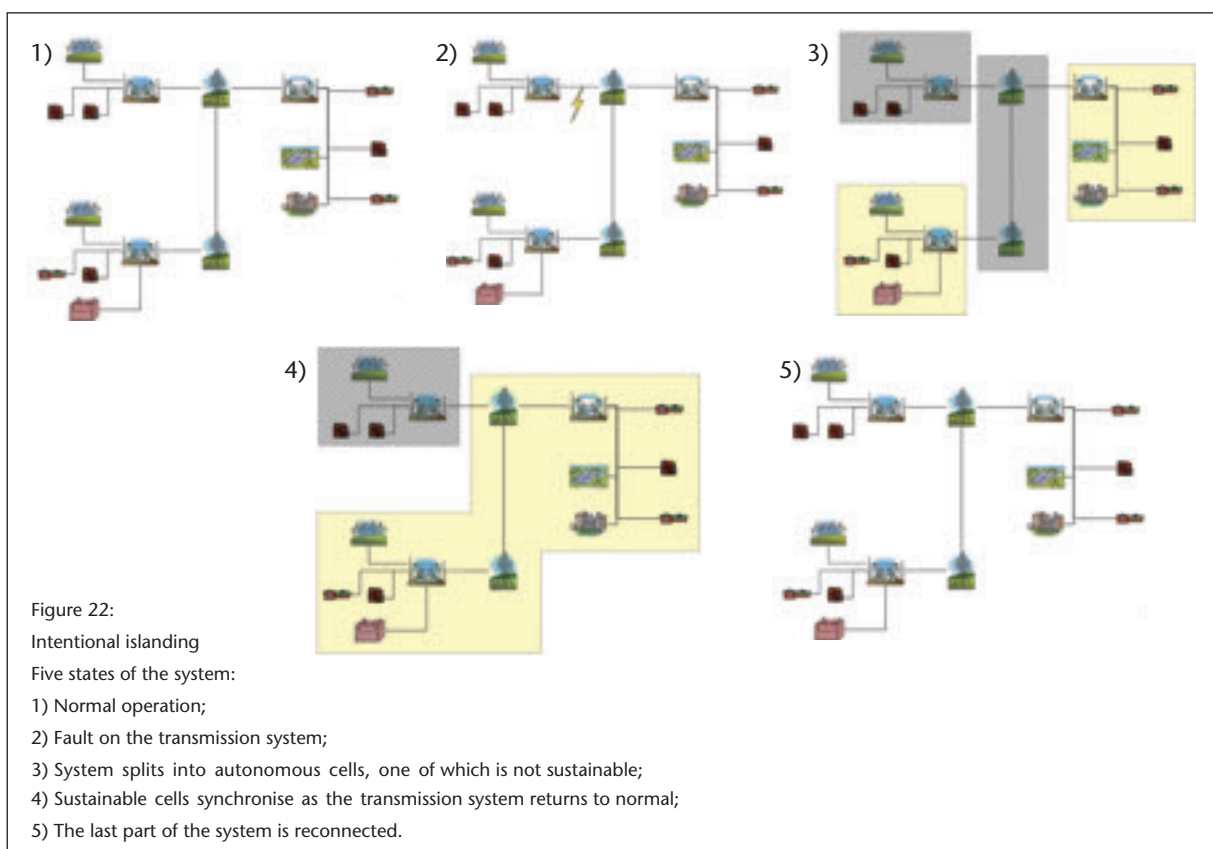 1)
2)
3)
4)
5)
Figure 22:
Intentional islanding
Five states of the system:
1) Normal operation;
2) Fault on the transmission system;
3) System splits into autonomous cells, one of which is not sustainable;
4) Sustainable cells synchronise as the transmission system returns to normal;
5) The last part of the system is reconnected.